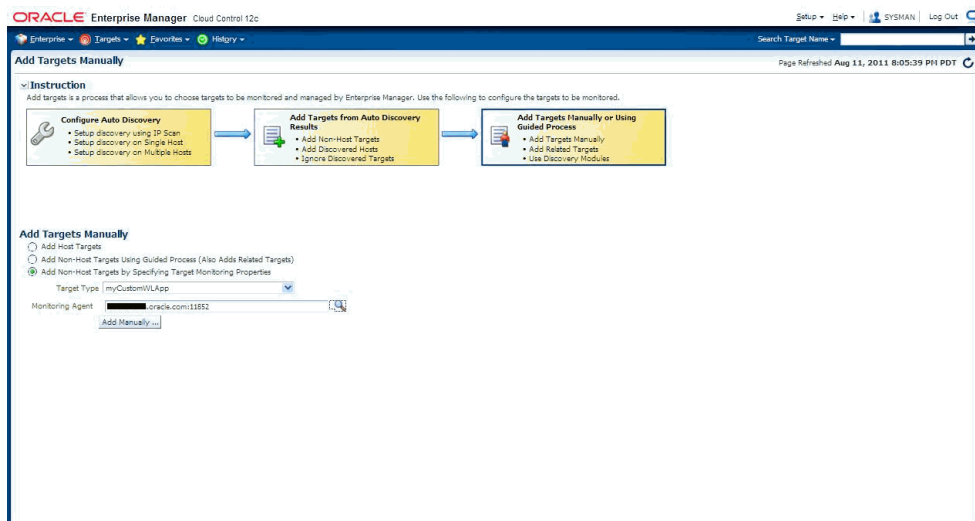 ORACLE Enterprise Manager Cloud Control 12c
Setup Help SYSMAN Log Out
Enterprise Targets Favorites History
Search Target Name
Add Targets Manually
Page Refreshed Aug 11, 2011 8:05:39 PM PDT
Instruction
Add targets is a process that allows you to choose targets to be monitored and managed by Enterprise Manager. Use the following to configure the targets to be monitored.
Configure Auto Discovery
• Setup discovery using IP Scan
• Setup discovery on Single Host
• Setup discovery on Multiple Hosts
Add Targets from Auto Discovery
Results
• Add Non-Host Targets
• Add Discovered Hosts
• Ignore Discovered Targets
Add Targets Manually or Using
Guided Process
• Add Targets Manually
• Add Related Targets
• Use Discovery Modules
Add Targets Manually
Add Host Targets
Add Non-Host Targets Using Guided Process (Also Adds Related Targets)
Add Non-Host Targets by Specifying Target Monitoring Properties
Target Type myCustomWLApp
Monitoring Agent .oracle.com:11852
Add Manually ...